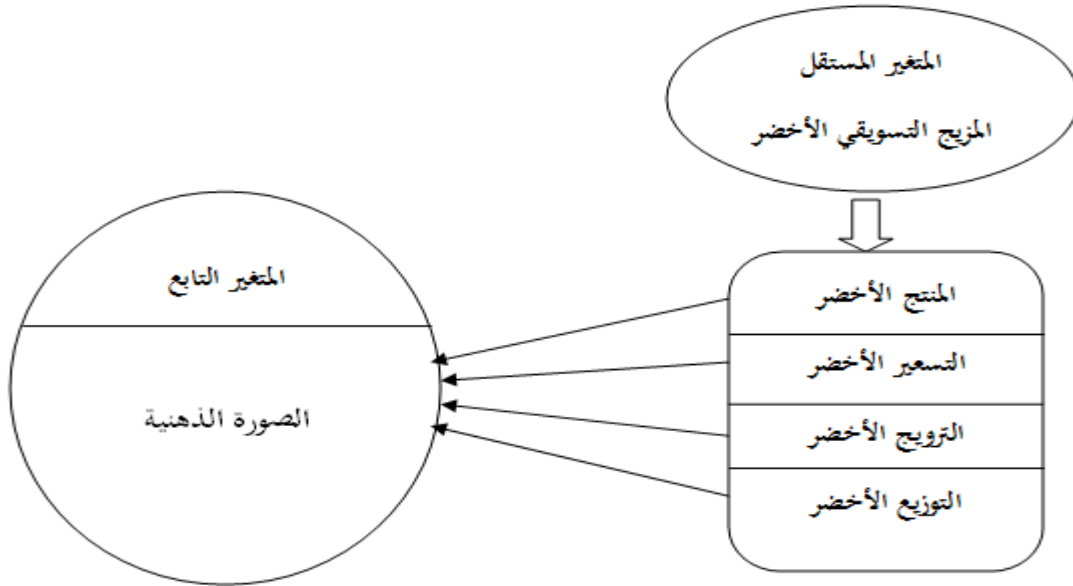 المتغير المستقل
المزيج التسويقي الأخضر
المنتج الأخضر
التسعير الأخضر
الترويج الأخضر
التوزيع الأخضر
المتغير التابع
الصورة الذهنية